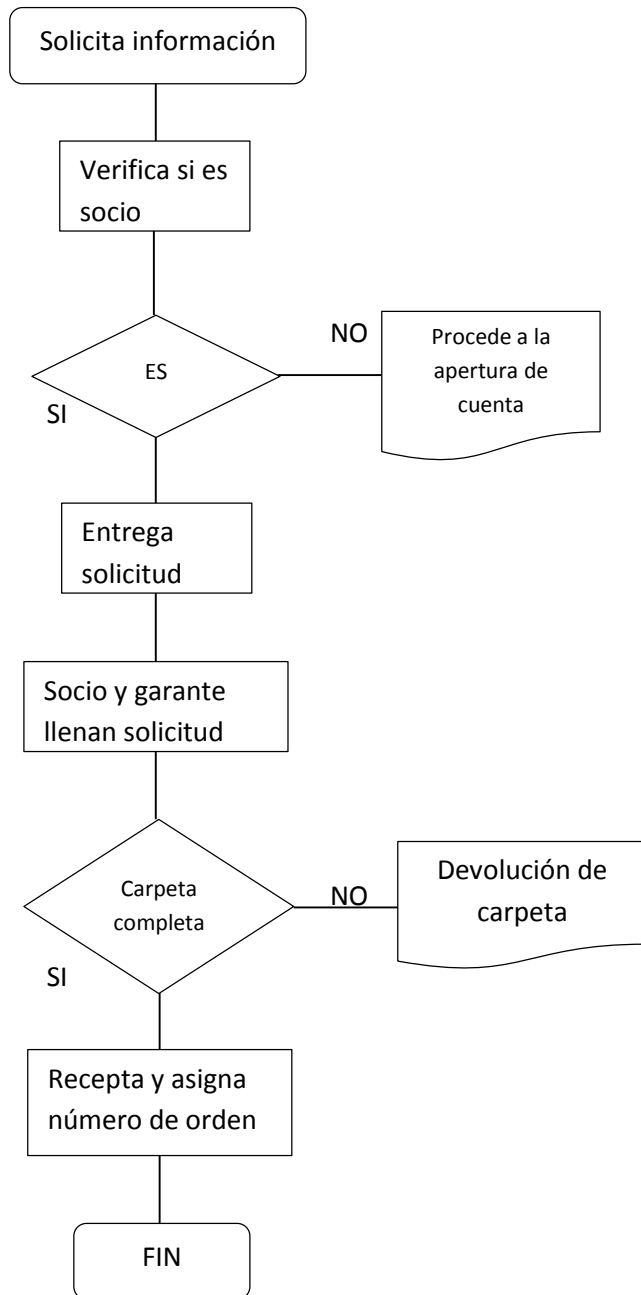 Solicita información
Verifica si es
socio
NO
Procede a la
apertura de
cuenta
ES
SI
Entrega
solicitud
Socio y garante
llenan solicitud
Carpeta
completa
NO
Devolución de
carpeta
SI
Recepta y asigna
número de orden
FIN